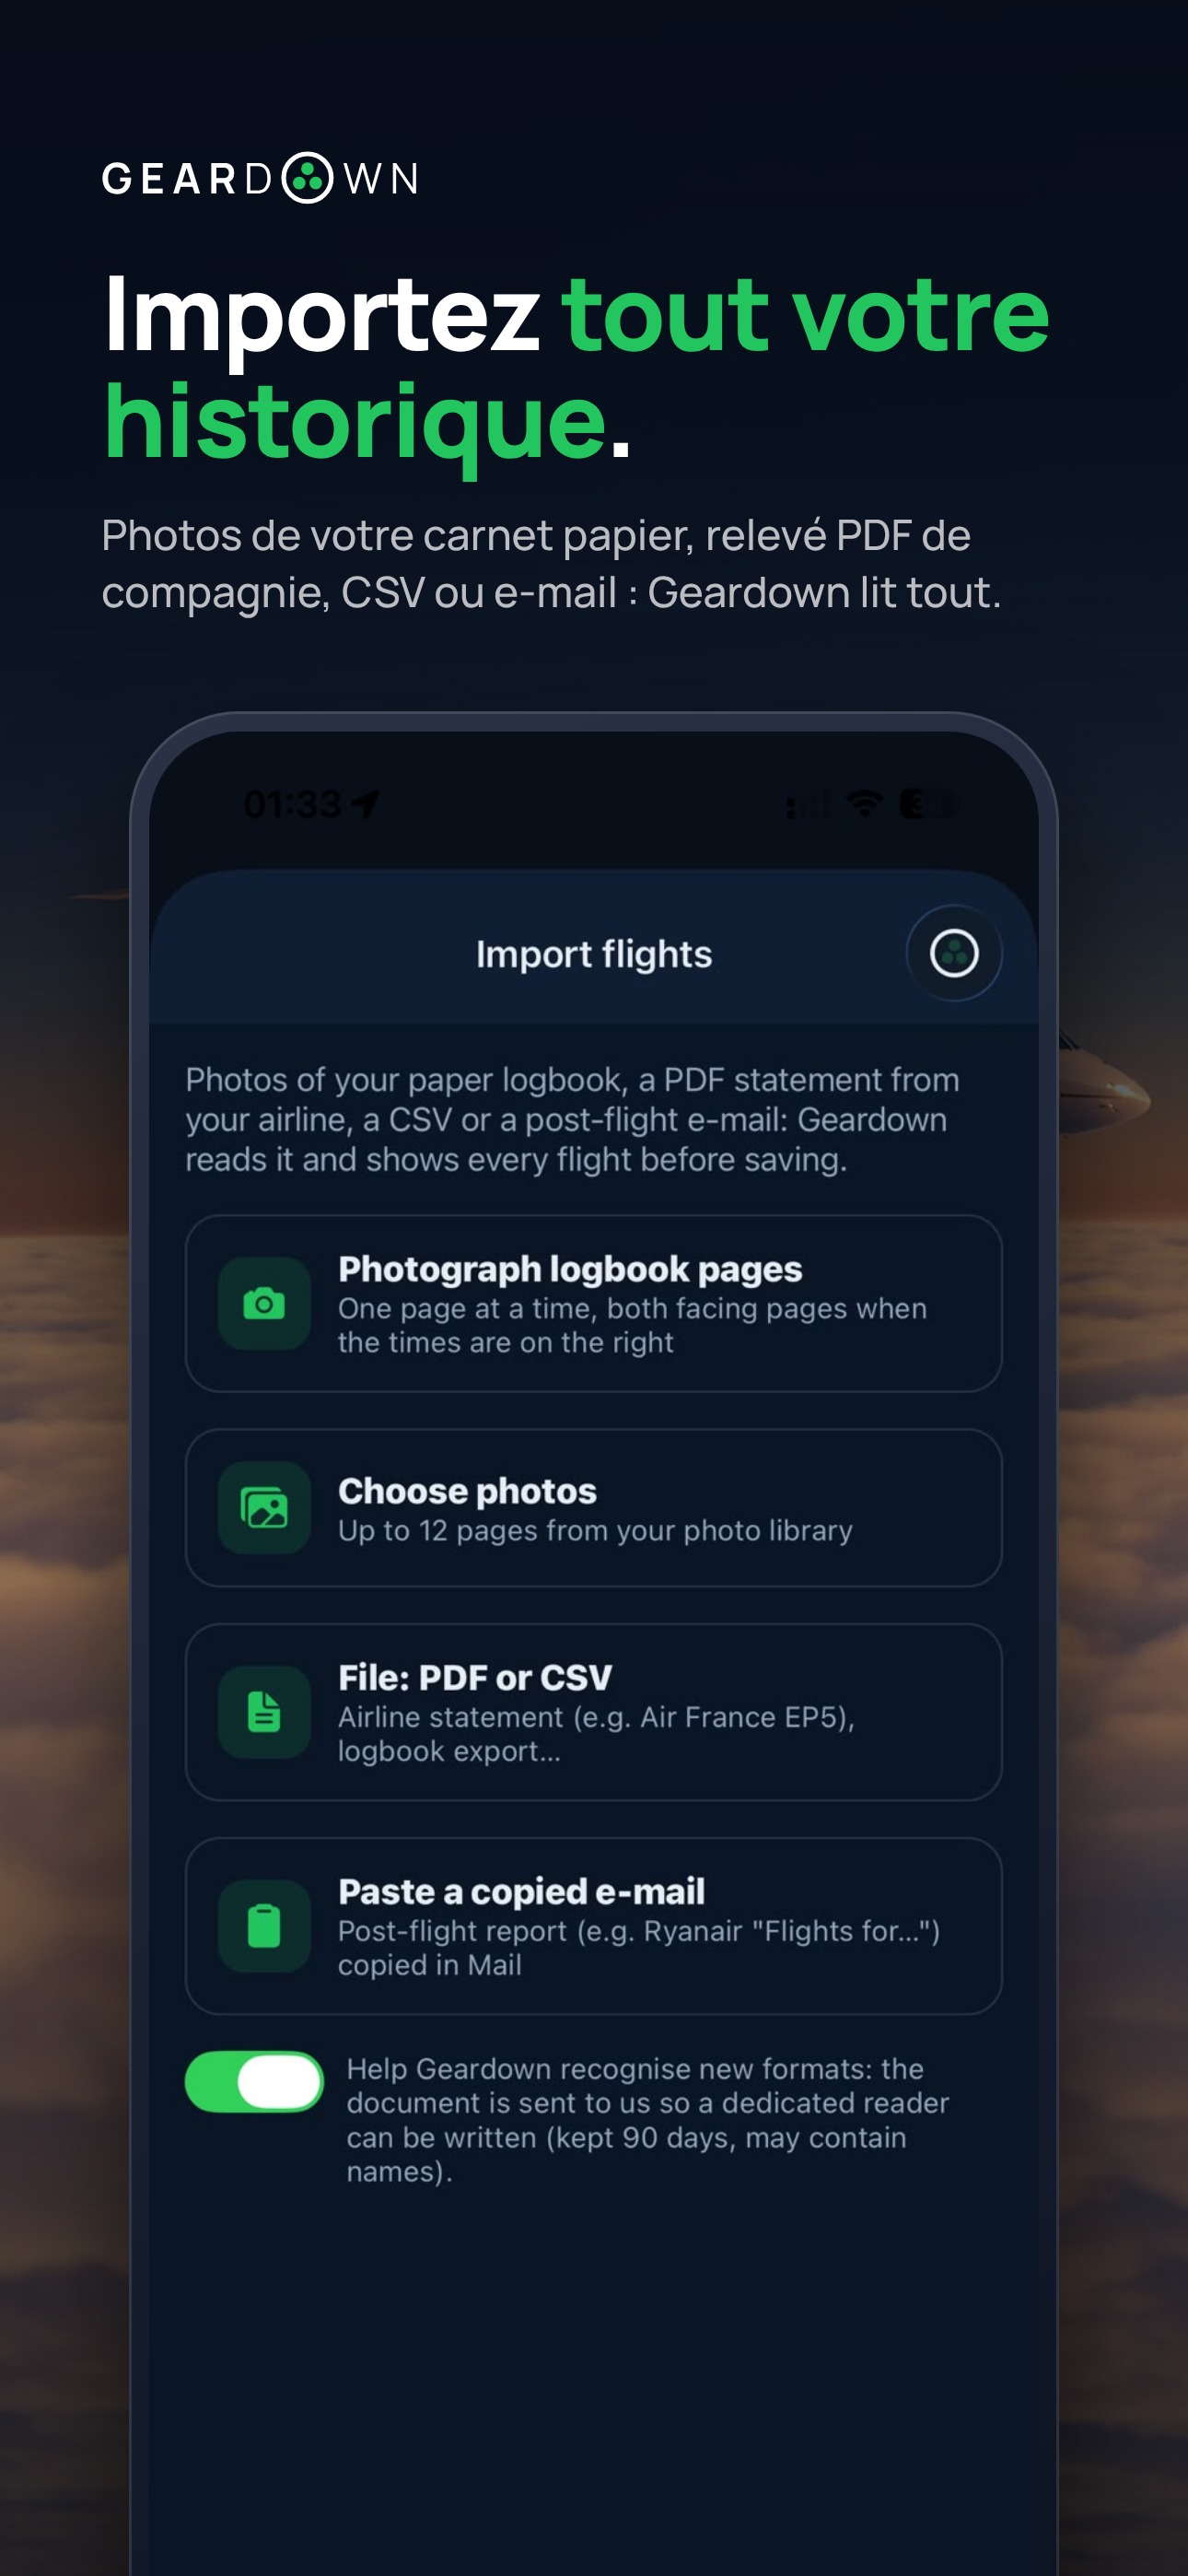 GEARDOWN
Importez tout votre
historique.
Photos de votre carnet papier, relevé PDF de
compagnie, CSV ou e-mail : Geardown lit tout.
01:33
Import flights
Photos of your paper logbook, a PDF statement from
your airline, a CSV or a post-flight e-mail: Geardown
reads it and shows every flight before saving.
Photograph logbook pages
One page at a time, both facing pages when
the times are on the right
Choose photos
Up to 12 pages from your photo library
File: PDF or CSV
Airline statement (e.g. Air France EP5),
logbook export...
Paste a copied e-mail
Post-flight report (e.g. Ryanair "Flights for...")
copied in Mail
Help Geardown recognise new formats: the
document is sent to us so a dedicated reader
can be written (kept 90 days, may contain
names).